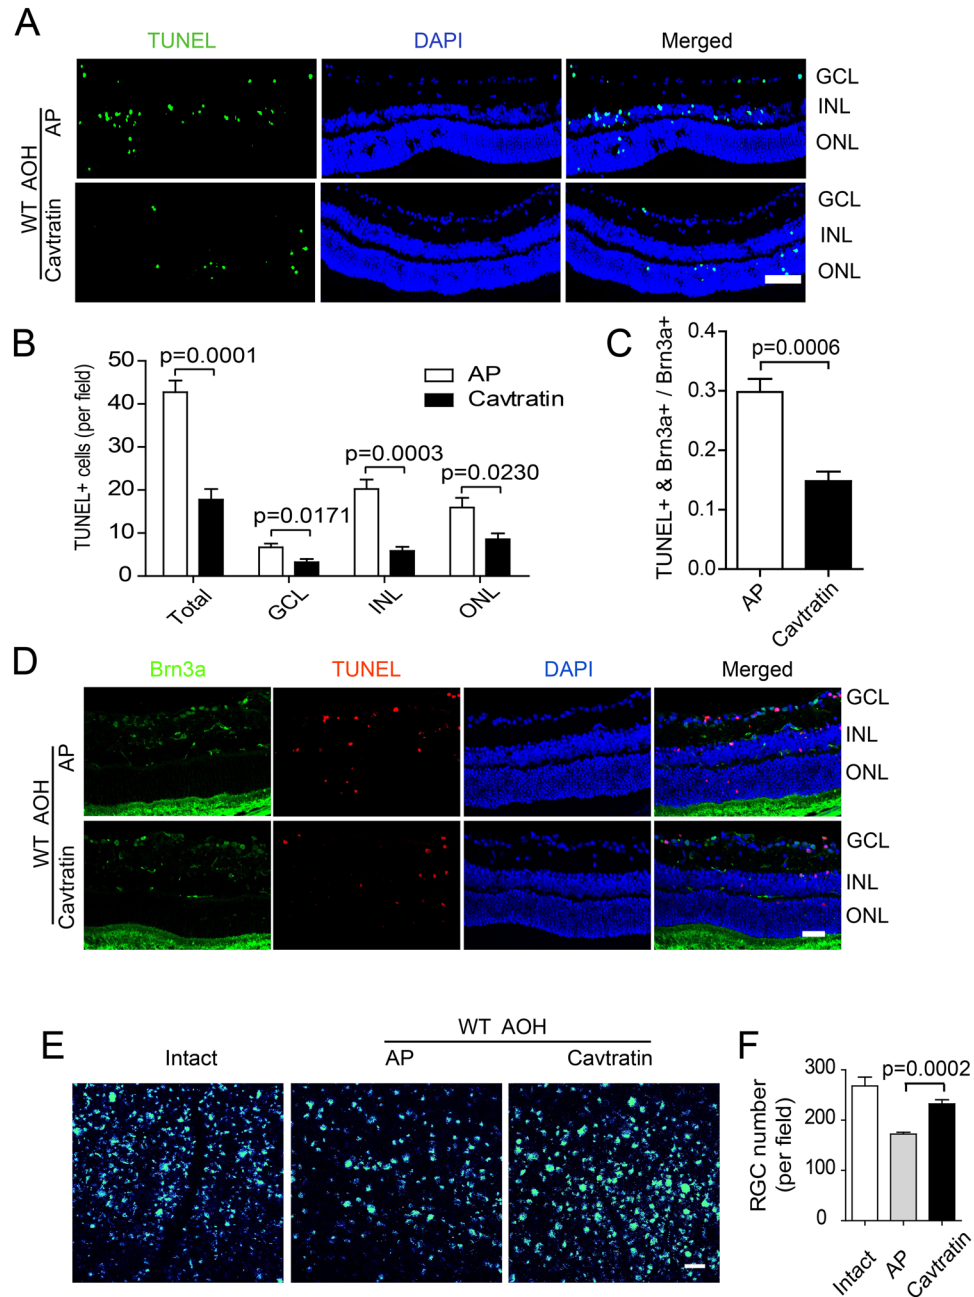 A
TUNEL DAPI Merged
WT AOH
AP
Cavtratin
GCL
INL
ONL
GCL
INL
ONL
B
TUNEL+ cells (per field)
50
40
30
20
10
0
p=0.0001
p=0.0171
p=0.0003
p=0.0230
AP
Cavtratin
Total GCL INL ONL
C
TUNEL+ & Brn3a+ / Brn3a+
0.4
0.3
0.2
0.1
0.0
p=0.0006
AP Cavtratin
D
Brn3a TUNEL DAPI Merged
WT AOH
AP
Cavtratin
GCL
INL
ONL
GCL
INL
ONL
E
WT AOH
Intact AP Cavtratin
F
RGC number
(per field)
300
200
100
0
p=0.0002
Intact AP Cavtratin